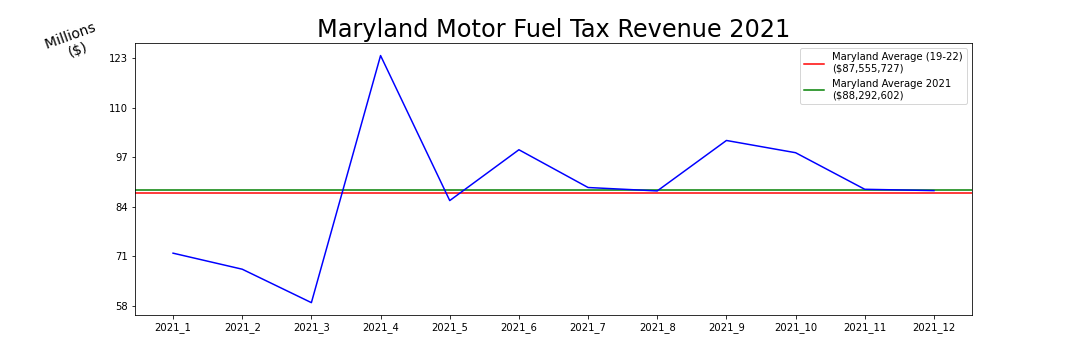 Maryland Motor Fuel Tax Revenue 2021
Millions
($)
Maryland Average (19-22)
($87,555,727)
Maryland Average 2021
($88,292,602)
123
110
97
84
71
58
2021_1 2021_2 2021_3 2021_4 2021_5 2021_6 2021_7 2021_8 2021_9 2021_10 2021_11 2021_12